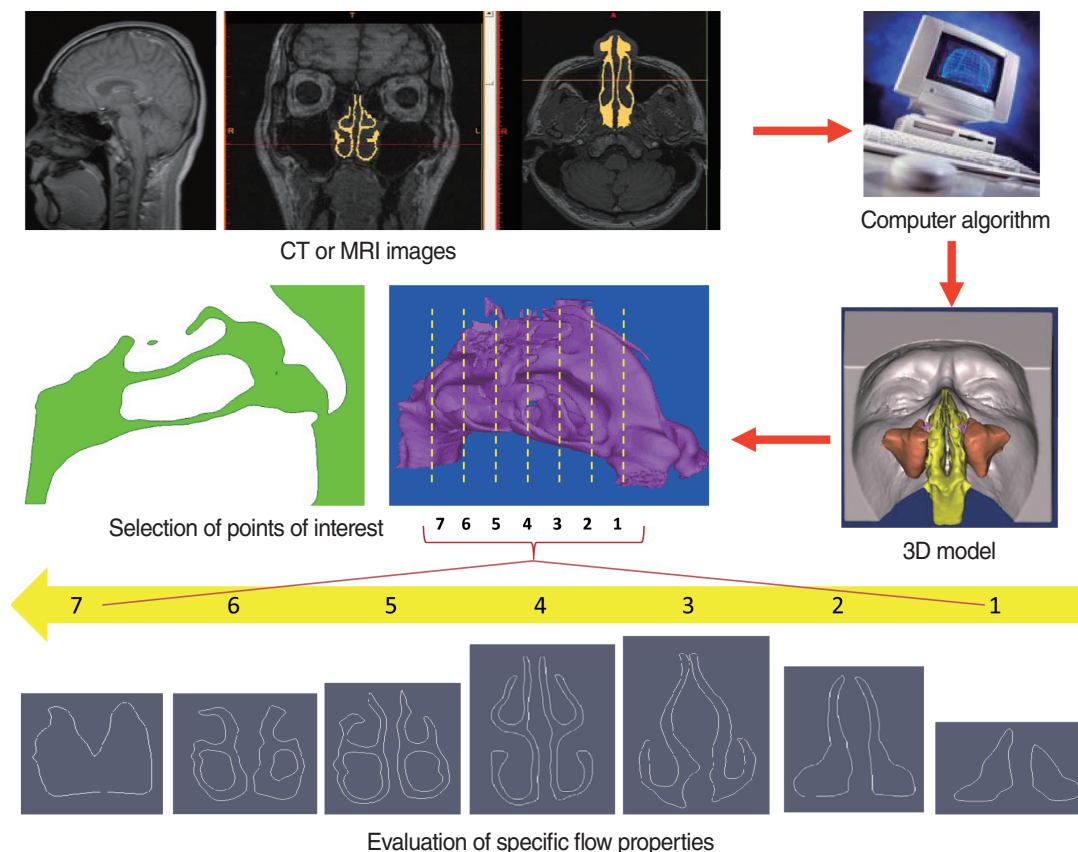 T
R
L
A
R
CT or MRI images
Computer algorithm
Selection of points of interest
7 6 5 4 3 2 1
3D model
7 6 5 4 3 2 1
Evaluation of specific flow properties